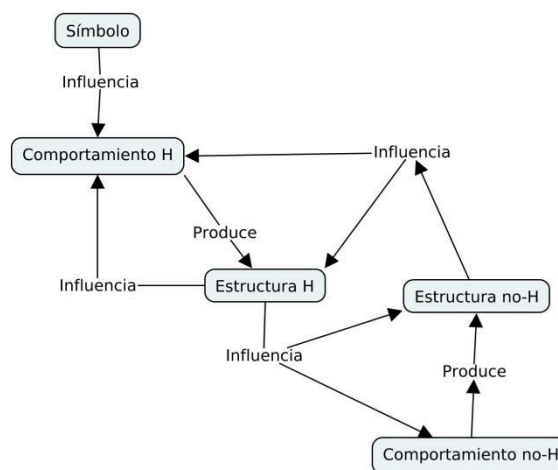 Símbolo
Influencia
Comportamiento H
Influencia
Produce
Influencia
Estructura H
Estructura no-H
Influencia
Produce
Comportamiento no-H